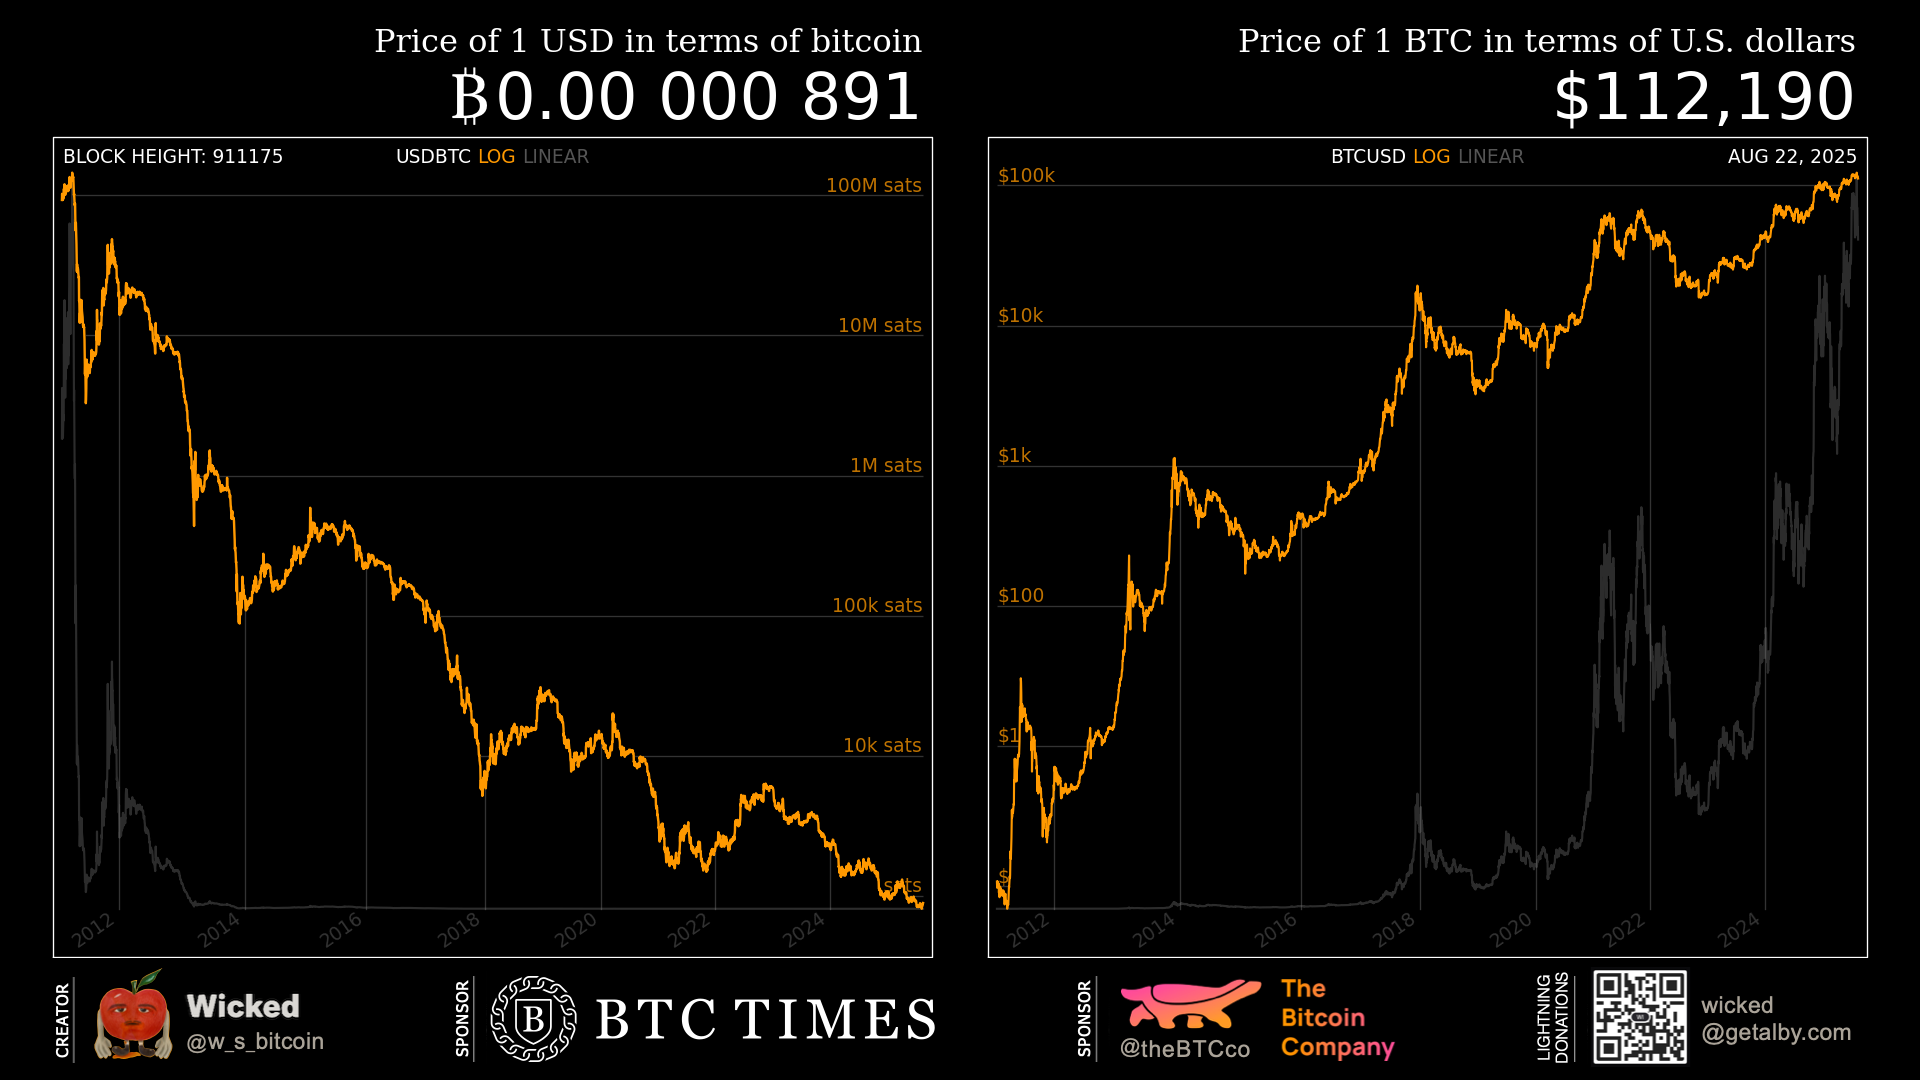 Price of 1 USD in terms of bitcoin
₿0.00 000 891
BLOCK HEIGHT: 911175
USDBTC LOG LINEAR
100M sats
10M sats
1M sats
100k sats
10k sats
sats
2012
2014
2016
2018
2020
2022
2024
Price of 1 BTC in terms of U.S. dollars
$112,190
BTCUSD LOG LINEAR
AUG 22, 2025
$100k
$10k
$1k
$100
$1
$
2012
2014
2016
2018
2020
2022
2024
CREATOR
Wicked
@w_s_bitcoin
SPONSOR
B
BTC TIMES
SPONSOR
@theBTCco
The
Bitcoin
Company
LIGHTNING
DONATIONS
wicked
@getalby.com